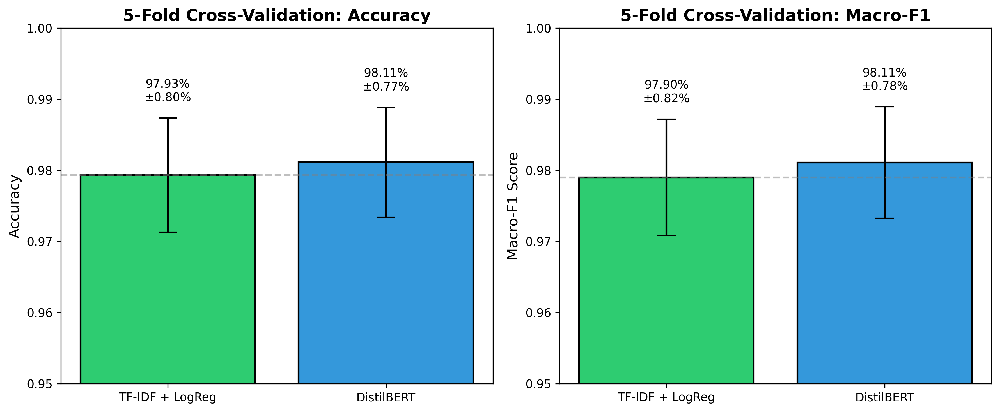 5-Fold Cross-Validation: Accuracy
1.00
0.99
0.98
0.97
0.96
0.95
Accuracy
97.93%
±0.80%
98.11%
±0.77%
TF-IDF + LogReg
DistilBERT
5-Fold Cross-Validation: Macro-F1
1.00
0.99
0.98
0.97
0.96
0.95
Macro-F1 Score
97.90%
±0.82%
98.11%
±0.78%
TF-IDF + LogReg
DistilBERT